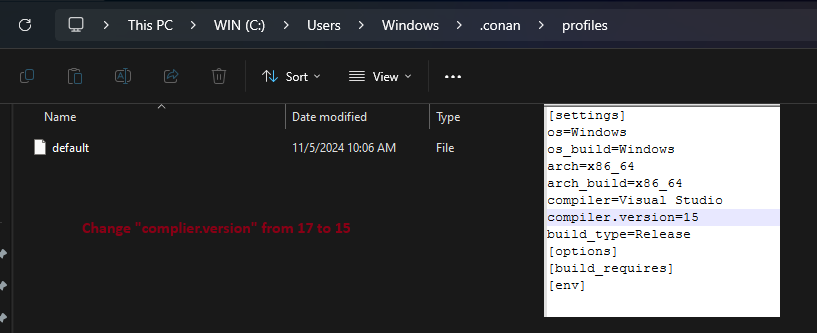 This PC > WIN (C:) > Users > Windows > .conan > profiles
Sort View
Name Date modified Type
default 11/5/2024 10:06 AM File
Change "complier.version" from 17 to 15
[settings]
os=Windows
os_build=Windows
arch=x86_64
arch_build=x86_64
compiler=Visual Studio
compiler.version=15
build_type=Release
[options]
[build_requires]
[env]